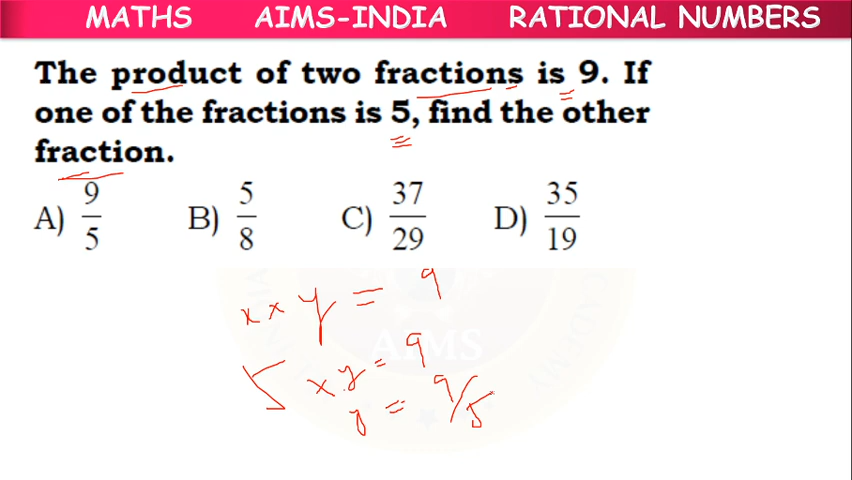 MATHS AIMS-INDIA RATIONAL NUMBERS
The product of two fractions is 9. If
one of the fractions is 5, find the other
fraction.
A) 9/5 B) 5/8 C) 37/29 D) 35/19
x × y = 9
AIMS
5 × y = 9
y = 9/5